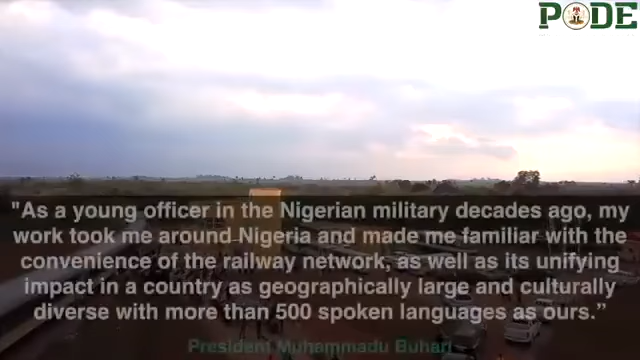 PODE
"As a young officer in the Nigerian military decades ago, my
work took me around Nigeria and made me familiar with the
convenience of the railway network, as well as its unifying
impact in a country as geographically large and culturally
diverse with more than 500 spoken languages as ours.”
President Muhammadu Buhari